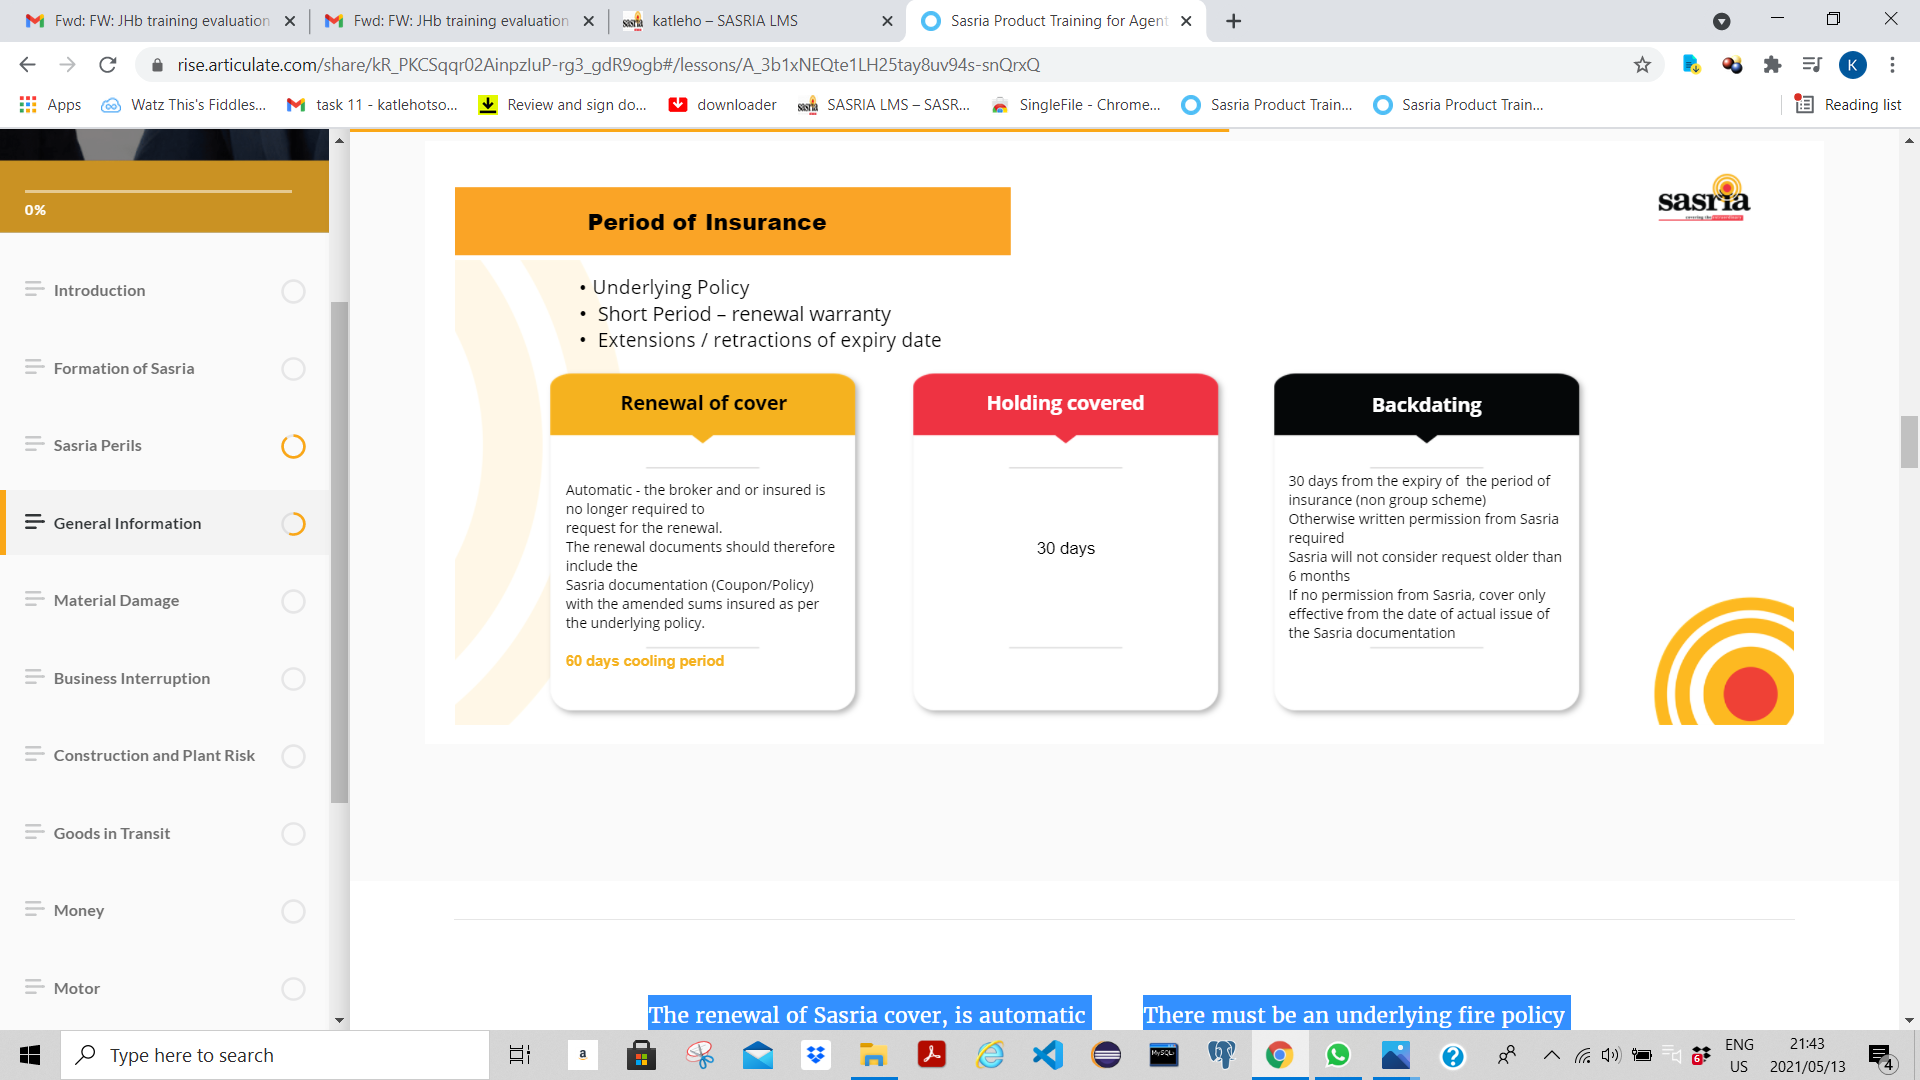 Fwd: FW: JHb training evaluation
Fwd: FW: JHb training evaluation
katleho – SASRIA LMS
Sasria Product Training for Agent
rise.articulate.com/share/kR_PKCSqqr02AinpzIuP-rg3_gdR9ogb#/lessons/A_3b1xNEQte1LH25tay8uv94s-snQrxQ
K
Apps
Watz This's Fiddles...
task 11 - katlehotso...
Review and sign do...
downloader
SASRIA LMS – SASR...
SingleFile - Chrome...
Sasria Product Train...
Sasria Product Train...
Reading list
0%
Introduction
Formation of Sasria
Sasria Perils
General Information
Material Damage
Business Interruption
Construction and Plant Risk
Goods in Transit
Money
Motor
Period of Insurance
sasria
• Underlying Policy
• Short Period – renewal warranty
• Extensions / retractions of expiry date
Renewal of cover
Automatic - the broker and or insured is
no longer required to
request for the renewal.
The renewal documents should therefore
include the
Sasria documentation (Coupon/Policy)
with the amended sums insured as per
the underlying policy.
60 days cooling period
Holding covered
30 days
Backdating
30 days from the expiry of the period of
insurance (non group scheme)
Otherwise written permission from Sasria
required
Sasria will not consider request older than
6 months
If no permission from Sasria, cover only
effective from the date of actual issue of
the Sasria documentation
The renewal of Sasria cover, is automatic
There must be an underlying fire policy
Type here to search
a
MySQL
6
ENG
US
21:43
2021/05/13
4